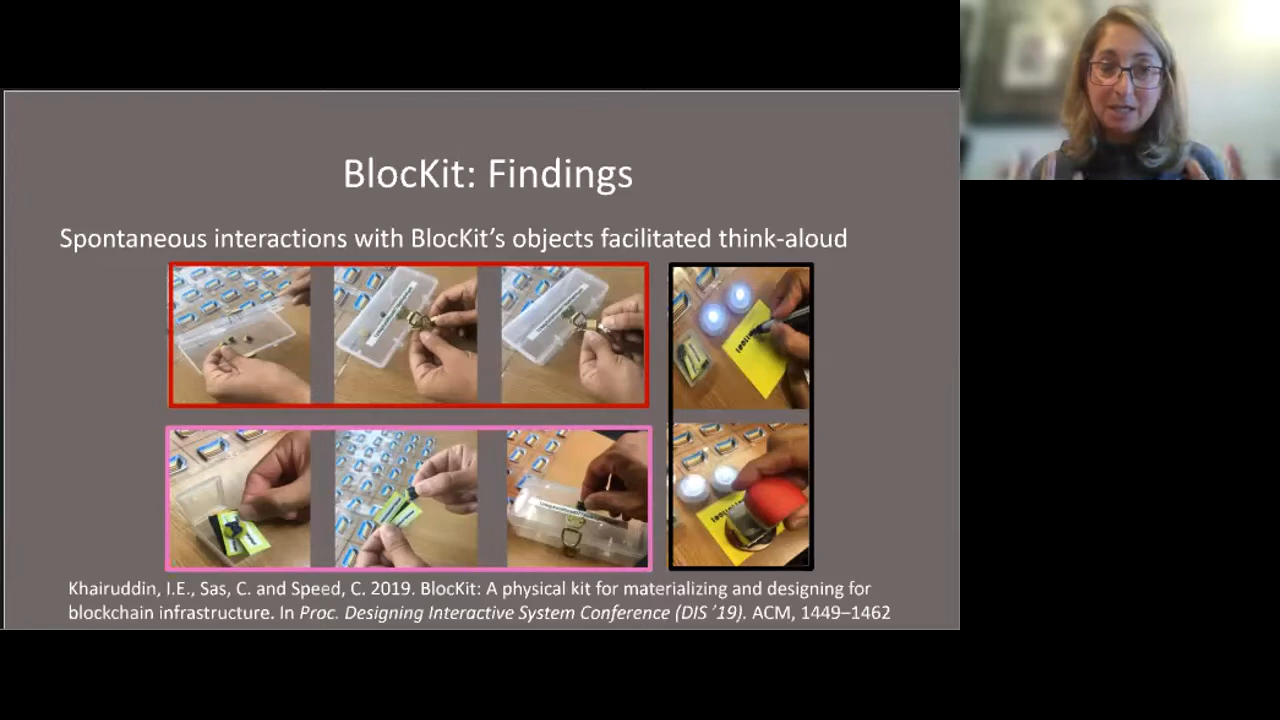 BlocKit: Findings
Spontaneous interactions with BlocKit's objects facilitated think-aloud
Khairuddin, I.E., Sas, C. and Speed, C. 2019. BlocKit: A physical kit for materializing and designing for
blockchain infrastructure. In Proc. Designing Interactive System Conference (DIS ’19). ACM, 1449–1462